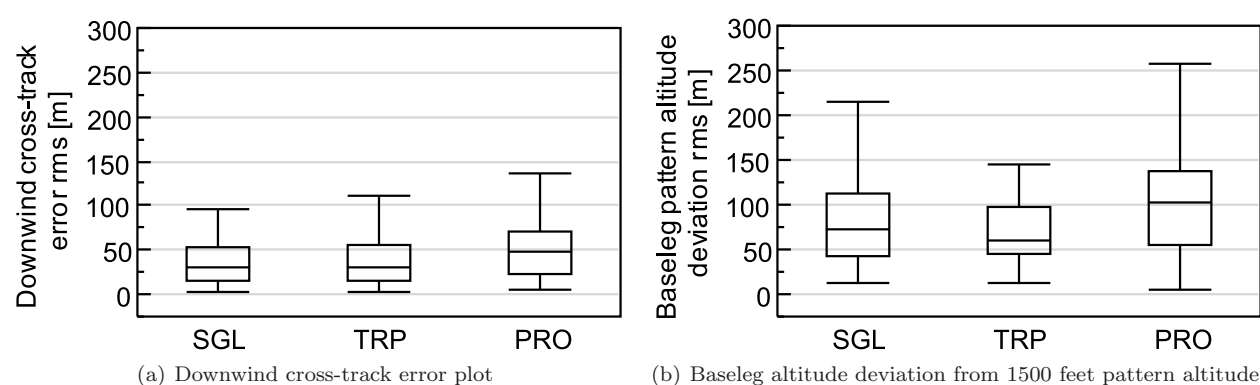 Downwind cross-track
error rms [m]
300
250
200
150
100
50
0
SGL TRP PRO
(a) Downwind cross-track error plot
Baseleg pattern altitude
deviation rms [m]
300
250
200
150
100
50
0
SGL TRP PRO
(b) Baseleg altitude deviation from 1500 feet pattern altitude